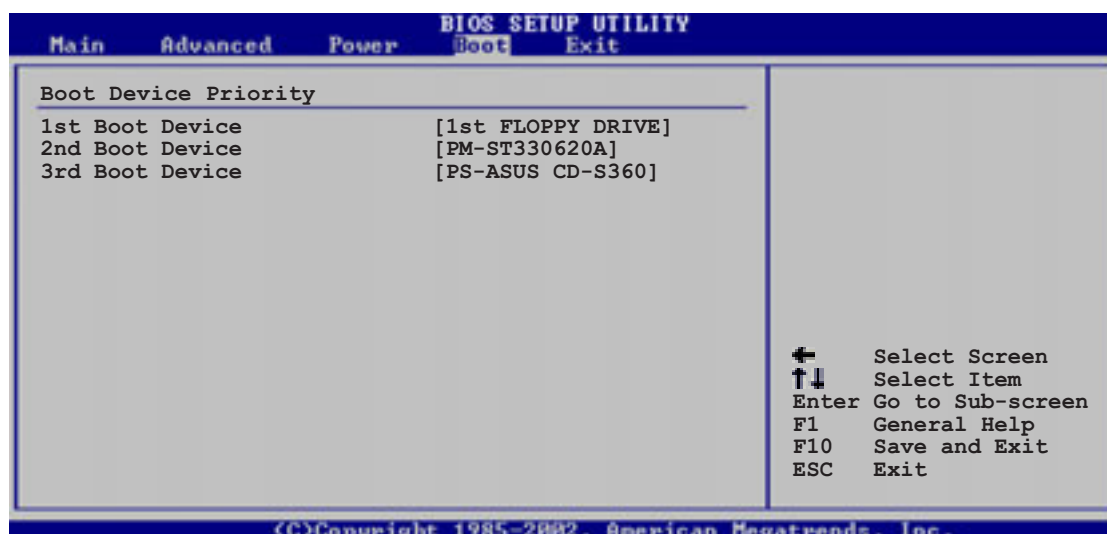 BIOS SETUP UTILITY
Main Advanced Power Boot Exit
Boot Device Priority
1st Boot Device [1st FLOPPY DRIVE]
2nd Boot Device [PM-ST330620A]
3rd Boot Device [PS-ASUS CD-S360]
← Select Screen
↑↓ Select Item
Enter Go to Sub-screen
F1 General Help
F10 Save and Exit
ESC Exit
(C)Copyright 1985-2002, American Megatrends, Inc.